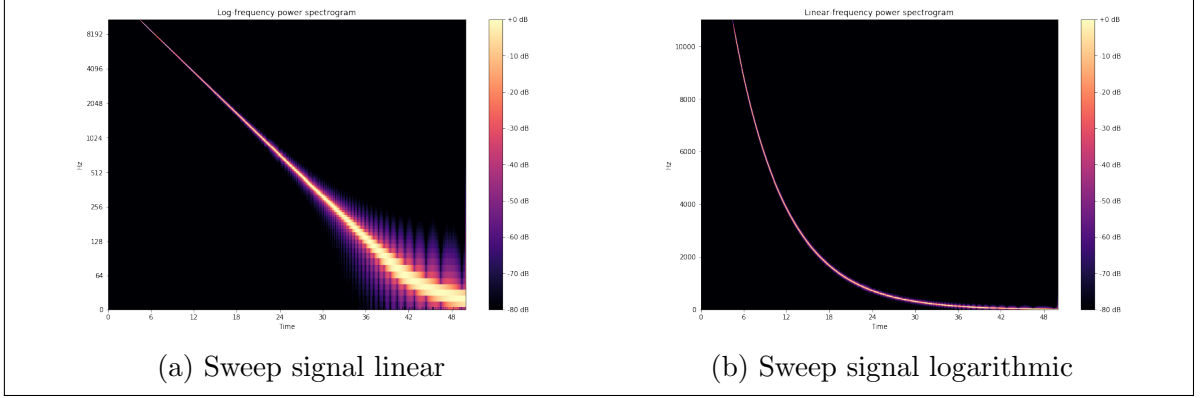 Log-frequency power spectrogram
8192
4096
2048
1024
512
256
128
64
0
Hz
0 6 12 18 24 30 36 42 48
Time
+0 dB
-10 dB
-20 dB
-30 dB
-40 dB
-50 dB
-60 dB
-70 dB
-80 dB
(a) Sweep signal linear
Linear-frequency power spectrogram
10000
8000
6000
4000
2000
0
Hz
0 6 12 18 24 30 36 42 48
Time
+0 dB
-10 dB
-20 dB
-30 dB
-40 dB
-50 dB
-60 dB
-70 dB
-80 dB
(b) Sweep signal logarithmic